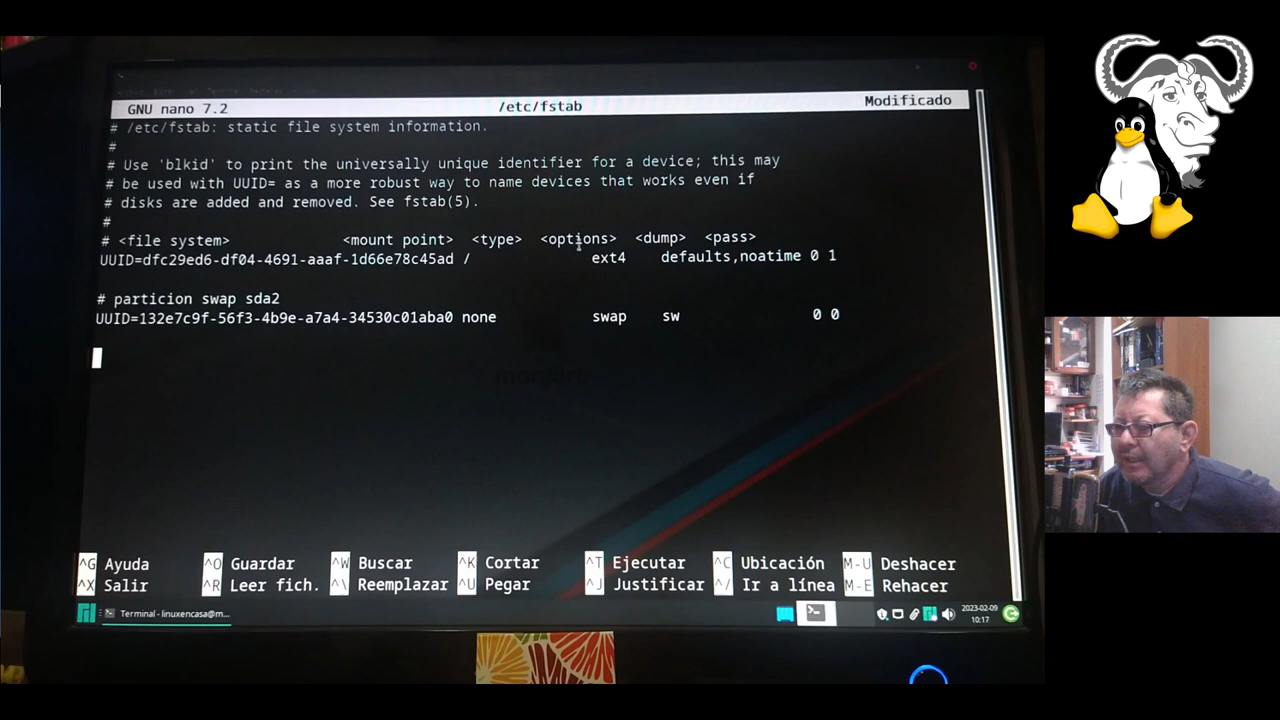 GNU nano 7.2 /etc/fstab Modificado
# /etc/fstab: static file system information.
#
# Use 'blkid' to print the universally unique identifier for a device; this may
# be used with UUID= as a more robust way to name devices that works even if
# disks are added and removed. See fstab(5).
#
# <file system> <mount point> <type> <options> <dump> <pass>
UUID=dfc29ed6-df04-4691-aaaf-1d66e78c45ad / ext4 defaults,noatime 0 1
# particion swap sda2
UUID=132e7c9f-56f3-4b9e-a7a4-34530c01aba0 none swap sw 0 0
manjaro
^G Ayuda ^O Guardar ^W Buscar ^K Cortar ^T Ejecutar ^C Ubicación M-U Deshacer
^X Salir ^R Leer fich. ^\ Reemplazar ^U Pegar ^J Justificar ^/ Ir a línea M-E Rehacer
Terminal - linuxencasa@m...
2023-02-09
10:17